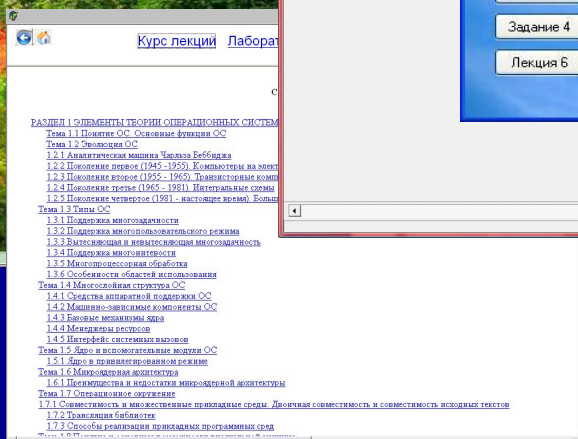 Курс лекций Лаборат
Задание 4
Лекция 6
С
РАЗДЕЛ 1 ЭЛЕМЕНТЫ ТЕОРИИ ОПЕРАЦИОННЫХ СИСТЕМ
Тема 1.1 Понятие ОС. Основные функции ОС
Тема 1.2 Эволюция ОС
1.2.1 Аналитическая машина Чарльза Беббиджа
1.2.2 Поколение первое (1945 -1955). Компьютеры на элект
1.2.3 Поколение второе (1955 - 1965). Транзисторные комп
1.2.4 Поколение третье (1965 - 1981). Интегральные схемы
1.2.5 Поколение четвертое (1981 - настоящее время). Больш
Тема 1.3 Типы ОС
1.3.1 Поддержка многозадачности
1.3.2 Поддержка многопользовательского режима
1.3.3 Вытесняющая и невытесняющая многозадачность
1.3.4 Поддержка многонитевости
1.3.5 Многопроцессорная обработка
1.3.6 Особенности областей использования
Тема 1.4 Многослойная структура ОС
1.4.1 Средства аппаратной поддержки ОС
1.4.2 Машинно-зависимые компоненты ОС
1.4.3 Базовые механизмы ядра
1.4.4 Менеджеры ресурсов
1.4.5 Интерфейс системных вызовов
Тема 1.5 Ядро и вспомогательные модули ОС
1.5.1 Ядро в привилегированном режиме
Тема 1.6 Микроядерная архитектура
1.6.1 Преимущества и недостатки микроядерной архитектуры
Тема 1.7 Операционное окружение
1.7.1 Совместимость и множественные прикладные среды. Двоичная совместимость и совместимость исходных текстов
1.7.2 Трансляция библиотек
1.7.3 Способы реализации прикладных программных сред